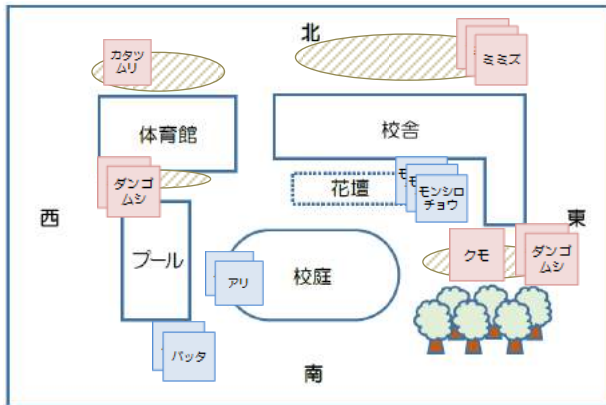 北
カタツ
ムリ
ミミズ
体育館
校舎
ダンゴ
ムシ
花壇
モ
モ
モンシロ
チョウ
西
東
プール
アリ
校庭
クモ
ダンゴ
ムシ
バッタ
南